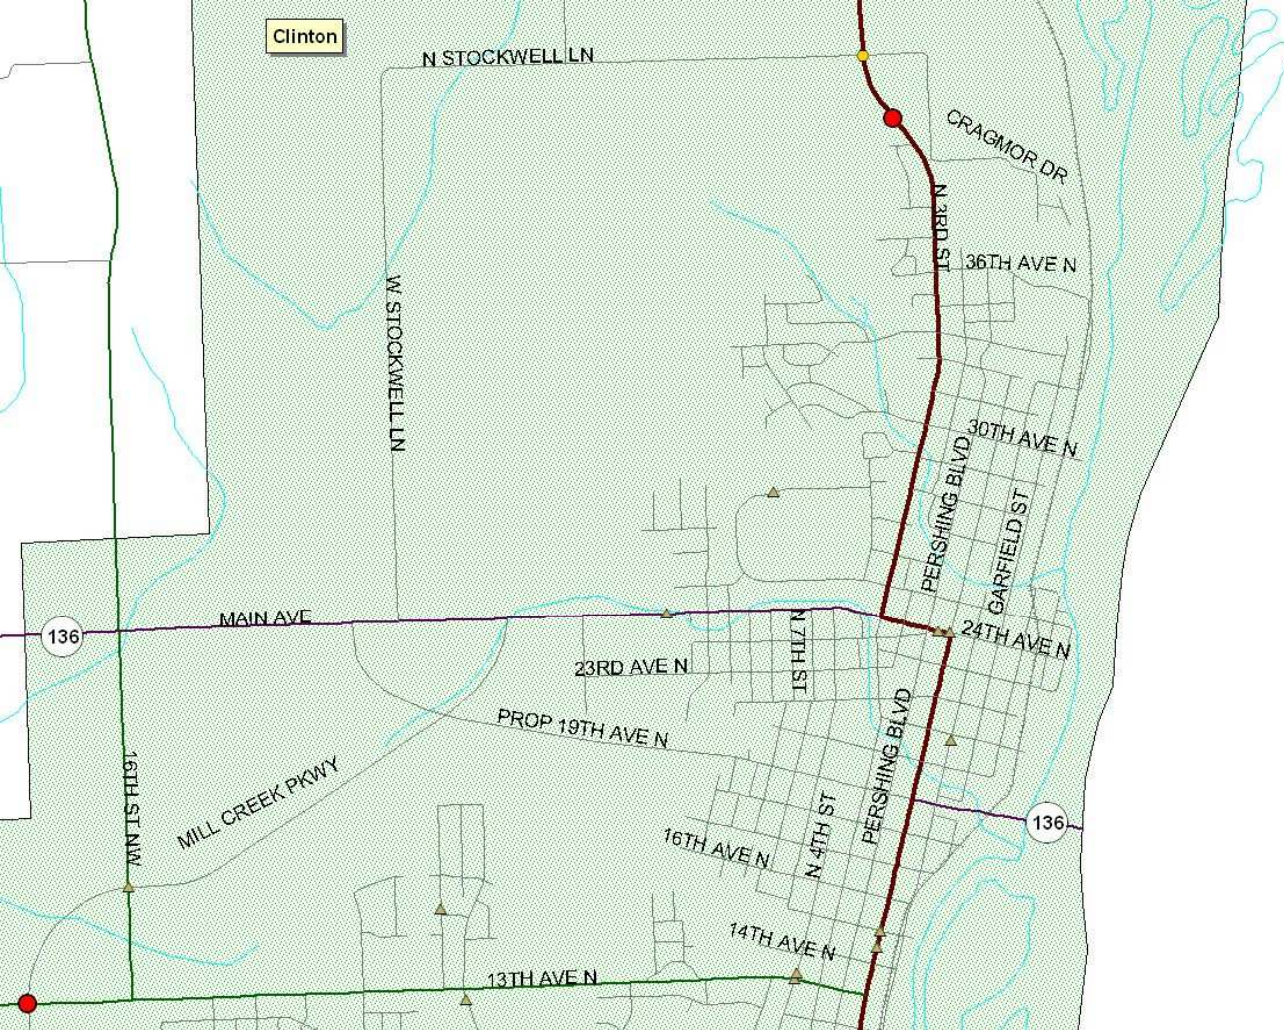 Clinton
N STOCKWELL LN
CRAGMOR DR
N 3RD ST
36TH AVE N
W STOCKWELL LN
30TH AVE N
PERSHING BLVD
GARFIELD ST
MAIN AVE
136
N 7TH ST
24TH AVE N
23RD AVE N
PROP 19TH AVE N
PERSHING BLVD
16TH ST NW
MILL CREEK PKWY
N 4TH ST
136
16TH AVE N
14TH AVE N
13TH AVE N